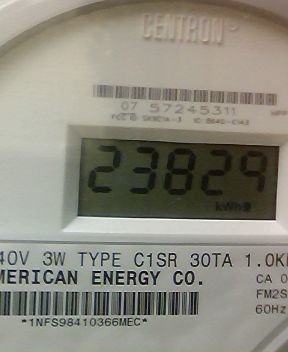 CENTRON
07 57245311
23829
kWh
40V 3W TYPE C1SR 30TA 1.0K
MERICAN ENERGY CO.
CA 0
FM2S
60Hz
*1NFS98410366MEC*